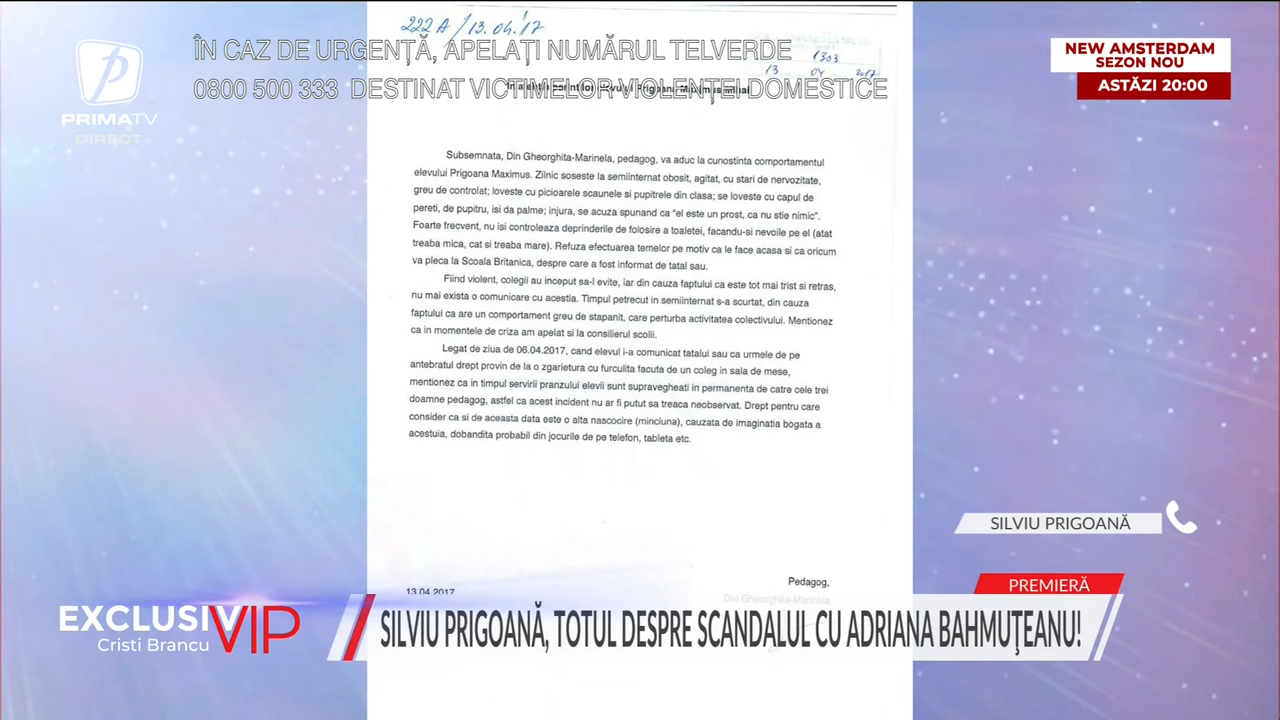 222A/13.04.17
ÎN CAZ DE URGENȚĂ, APELAȚI NUMĂRUL TELVERDE
1303
13 04 2017
0800 500 333 DESTINAT VICTIMELOR VIOLENȚEI DOMESTICE
PRIMATV
DIRECT
NEW AMSTERDAM
SEZON NOU
ASTĂZI 20:00
Subsemnata, Din Gheorghita-Marinela, pedagog, va aduc la cunostinta comportamentul
elevului Prigoana Maximus. Zilnic soseste la semiinternat obosit, agitat, cu stari de nervozitate,
greu de controlat; loveste cu picioarele scaunele si pupitrele din clasa; se loveste cu capul de
pereti, de pupitru, isi da palme; injura, se acuza spunand ca "el este un prost, ca nu stie nimic".
Foarte frecvent, nu isi controleaza deprinderile de folosire a toaletei, facandu-si nevoile pe el (atat
treaba mica, cat si treaba mare). Refuza efectuarea temelor pe motiv ca le face acasa si ca oricum
va pleca la Scoala Britanica, despre care a fost informat de tatal sau.
Fiind violent, colegii au inceput sa-l evite, iar din cauza faptului ca este tot mai trist si retras,
nu mai exista o comunicare cu acestia. Timpul petrecut in semiinternat s-a scurtat, din cauza
faptului ca are un comportament greu de stapanit, care perturba activitatea colectivului. Mentionez
ca in momentele de criza am apelat si la consilierul scolii.
Legat de ziua de 06.04.2017, cand elevul i-a comunicat tatalui sau ca urmele de pe
antebratul drept provin de la o zgarietura cu furculita facuta de un coleg in sala de mese,
mentionez ca in timpul servirii pranzului elevii sunt supravegheati in permanenta de catre cele trei
doamne pedagog, astfel ca acest incident nu ar fi putut sa treaca neobservat. Drept pentru care
consider ca si de aceasta data este o alta nascocire (minciuna), cauzata de imaginatia bogata a
acestuia, dobandita probabil din jocurile de pe telefon, tableta etc.
SILVIU PRIGOANĂ
Pedagog,
Din Gheorghita-Marinela
13.04.2017
PREMIERĂ
EXCLUSIV VIP
Cristi Brancu
SILVIU PRIGOANĂ, TOTUL DESPRE SCANDALUL CU ADRIANA BAHMUȚEANU!